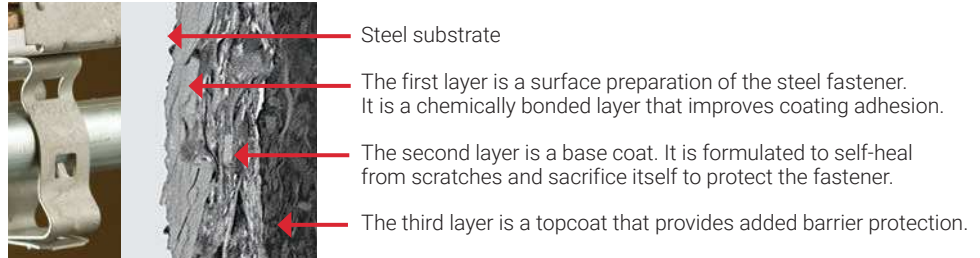 Steel substrate
The first layer is a surface preparation of the steel fastener.
It is a chemically bonded layer that improves coating adhesion.
The second layer is a base coat. It is formulated to self-heal
from scratches and sacrifice itself to protect the fastener.
The third layer is a topcoat that provides added barrier protection.